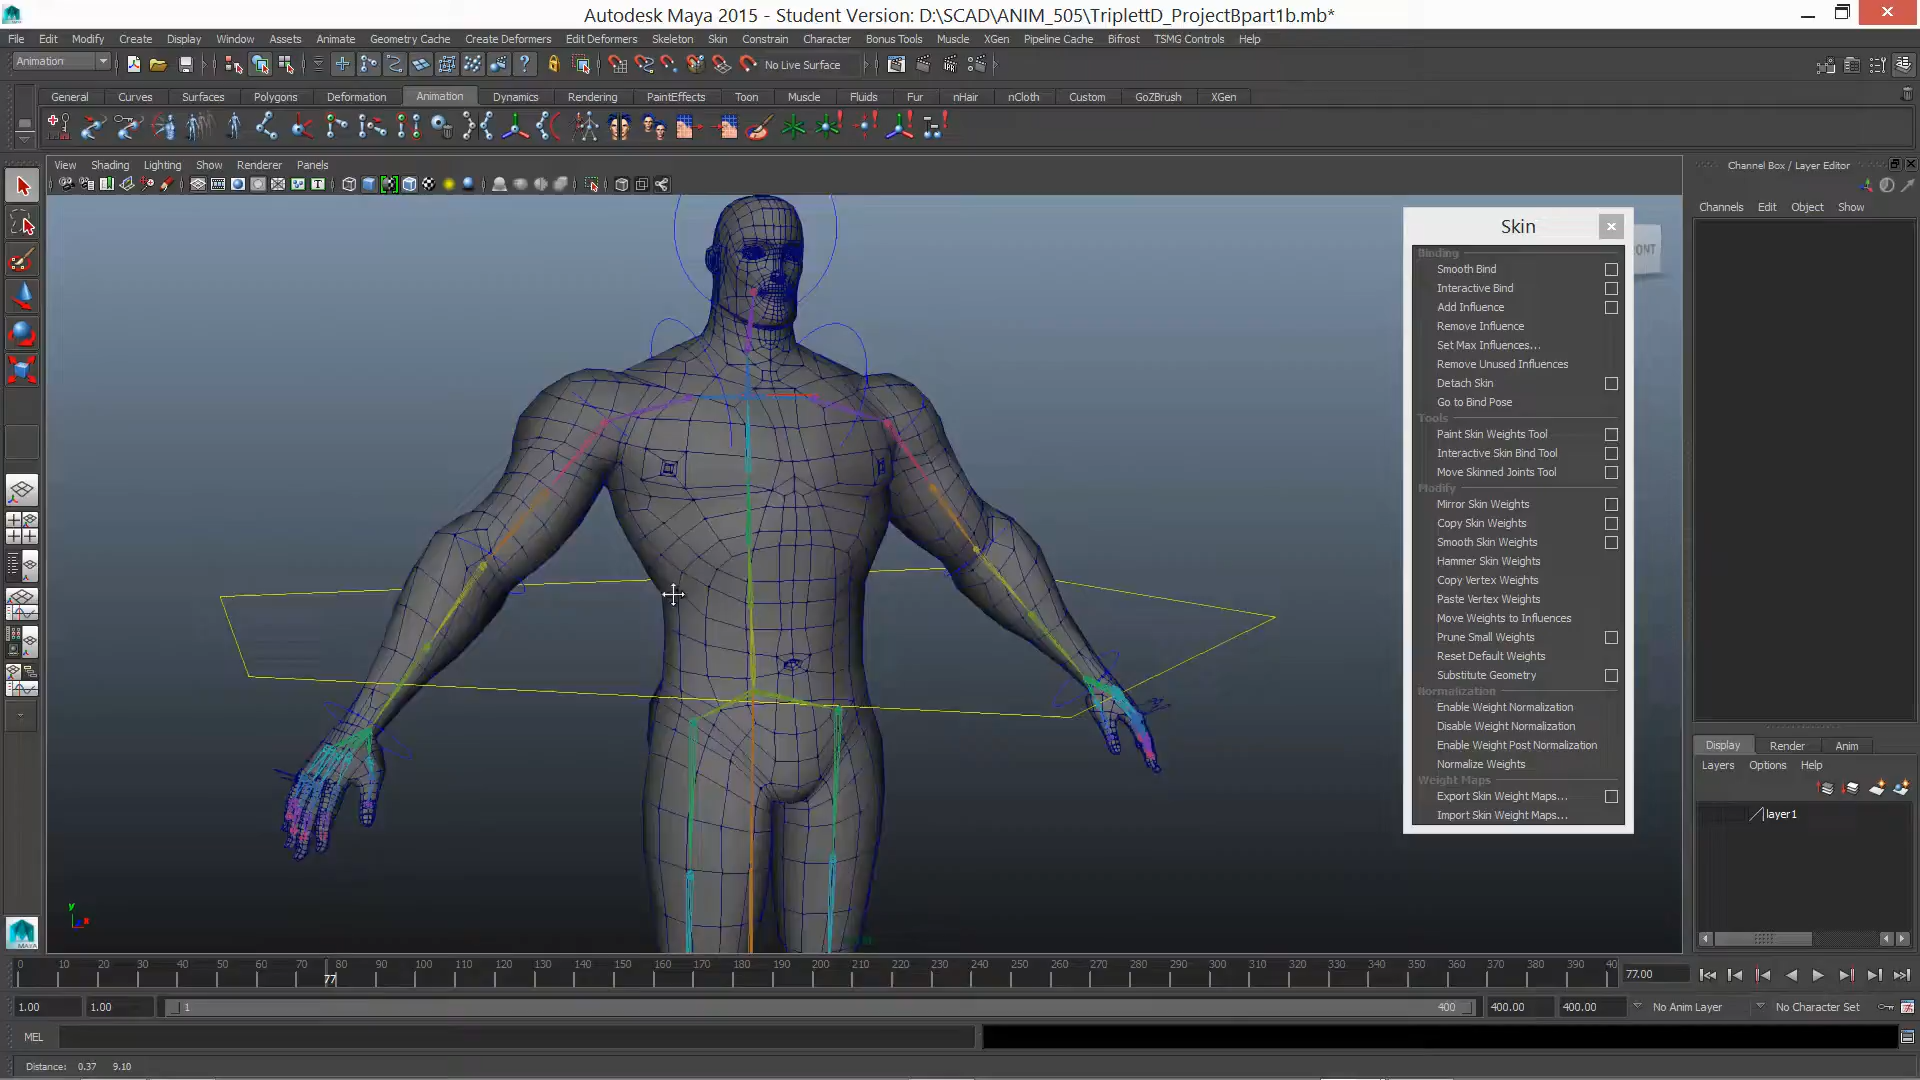 Autodesk Maya 2015 - Student Version: D:\SCAD\ANIM_505\TriplettD_ProjectBpart1b.mb*
File Edit Modify Create Display Window Assets Animate Geometry Cache Create Deformers Edit Deformers Skeleton Skin Constrain Character Bonus Tools Muscle XGen Pipeline Cache Bifrost TSMG Controls Help
Animation No Live Surface
General Curves Surfaces Polygons Deformation Animation Dynamics Rendering PaintEffects Toon Muscle Fluids Fur nHair nCloth Custom GoZBrush XGen
View Shading Lighting Show Renderer Panels
Channel Box / Layer Editor
Channels Edit Object Show
Skin
ONT
Binding
Smooth Bind
Interactive Bind
Add Influence
Remove Influence
Set Max Influences...
Remove Unused Influences
Detach Skin
Go to Bind Pose
Tools
Paint Skin Weights Tool
Interactive Skin Bind Tool
Move Skinned Joints Tool
Modify
Mirror Skin Weights
Copy Skin Weights
Smooth Skin Weights
Hammer Skin Weights
Copy Vertex Weights
Paste Vertex Weights
Move Weights to Influences
Prune Small Weights
Reset Default Weights
Substitute Geometry
Normalization
Enable Weight Normalization
Disable Weight Normalization
Enable Weight Post Normalization
Normalize Weights
Weight Maps
Export Skin Weight Maps...
Import Skin Weight Maps...
Display Render Anim
Layers Options Help
layer1
y
MAYA
0 10 20 30 40 50 60 70 80 90 100 110 120 130 140 150 160 170 180 190 200 210 220 230 240 250 260 270 280 290 300 310 320 330 340 350 360 370 380 390 40
77
77.00
1.00 1.00 1 400 400.00 400.00 No Anim Layer No Character Set
MEL
Distance: 0.37 9.10